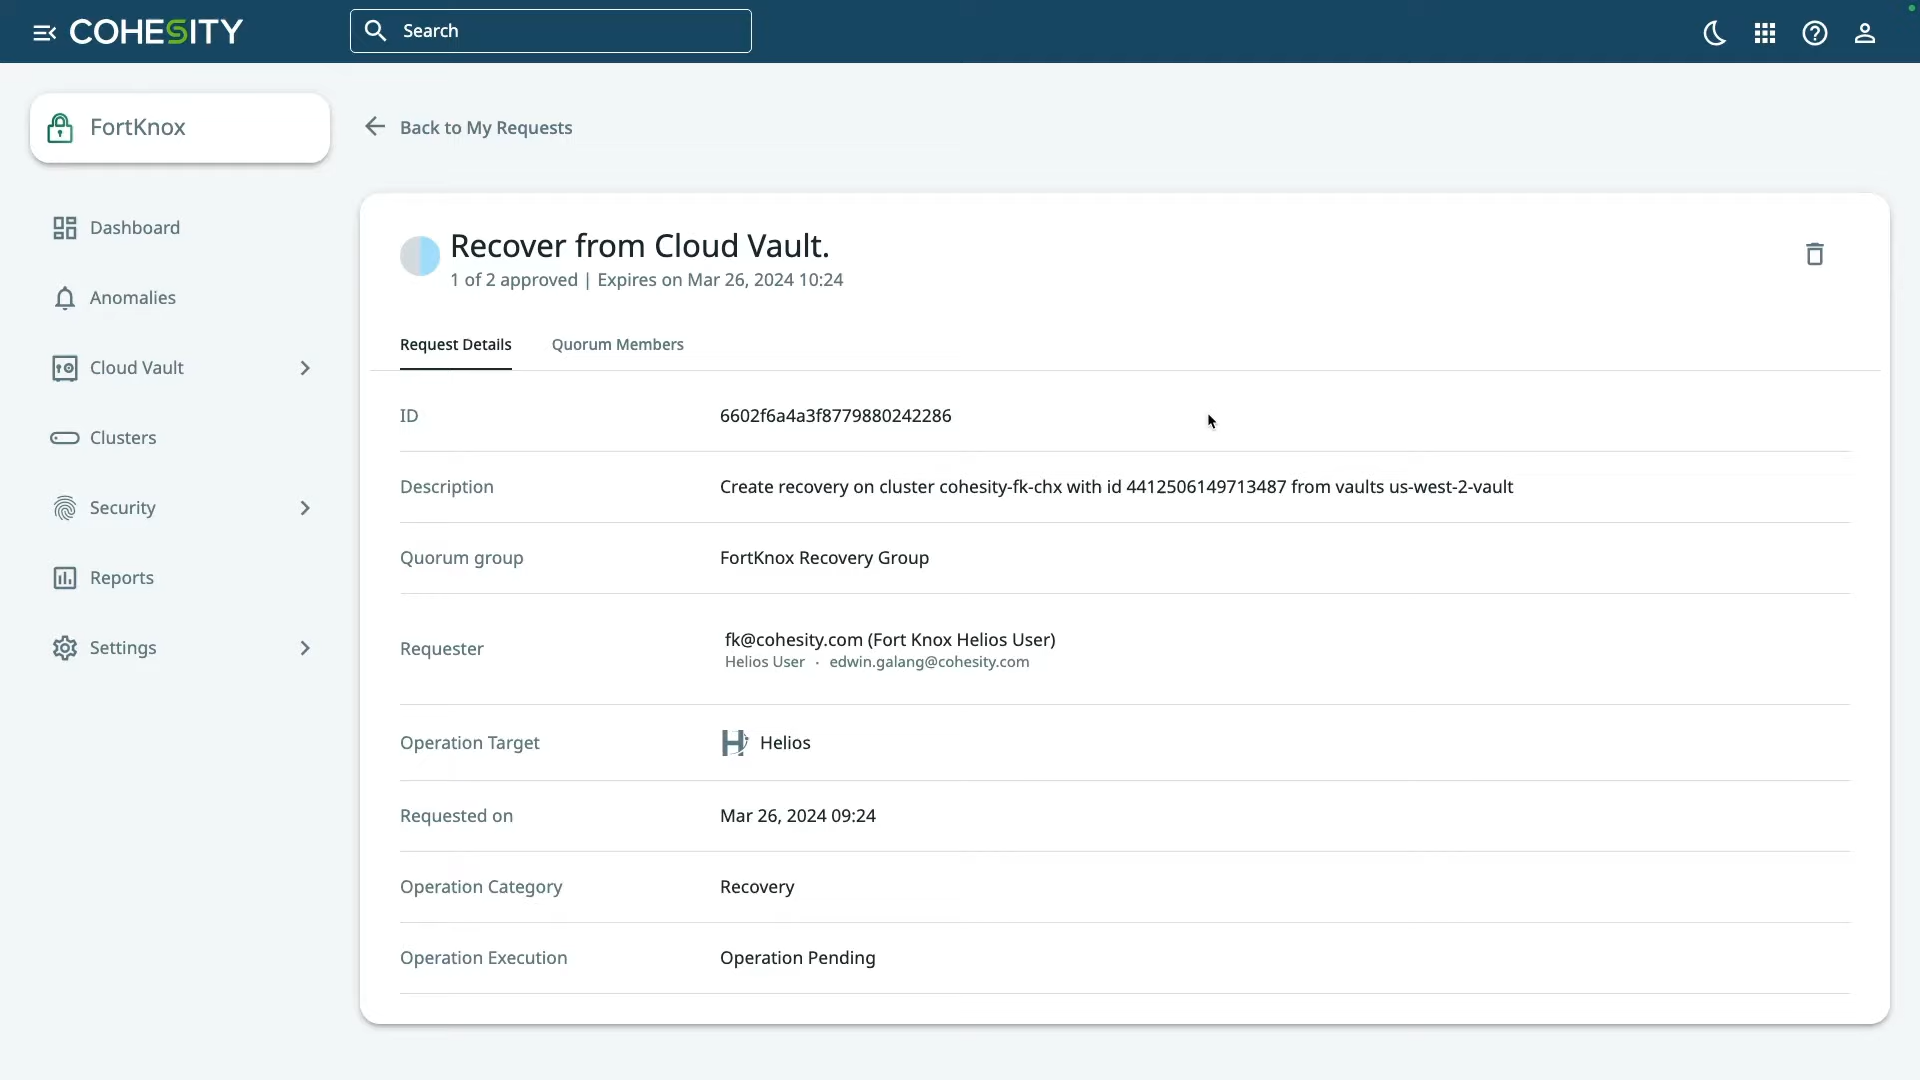 COHESITY
Search
FortKnox
Back to My Requests
Dashboard
Anomalies
Cloud Vault
Clusters
Security
Reports
Settings
Recover from Cloud Vault.
1 of 2 approved | Expires on Mar 26, 2024 10:24
Request Details Quorum Members
ID 6602f6a4a3f8779880242286
Description Create recovery on cluster cohesity-fk-chx with id 4412506149713487 from vaults us-west-2-vault
Quorum group FortKnox Recovery Group
Requester fk@cohesity.com (Fort Knox Helios User)
Helios User · edwin.galang@cohesity.com
Operation Target Helios
Requested on Mar 26, 2024 09:24
Operation Category Recovery
Operation Execution Operation Pending